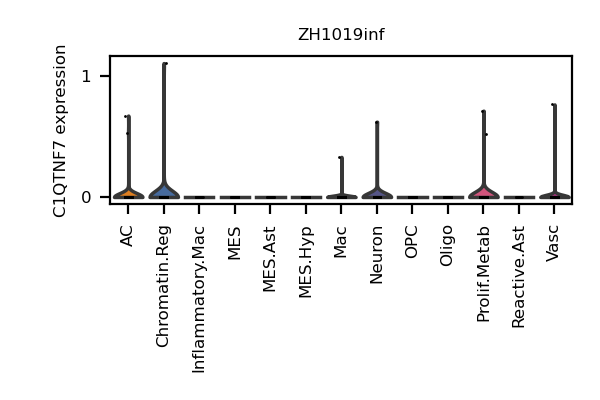 ZH1019inf
C1QTNF7 expression
1
0
AC
Chromatin.Reg
Inflammatory.Mac
MES
MES.Ast
MES.Hyp
Mac
Neuron
OPC
Oligo
Prolif.Metab
Reactive.Ast
Vasc